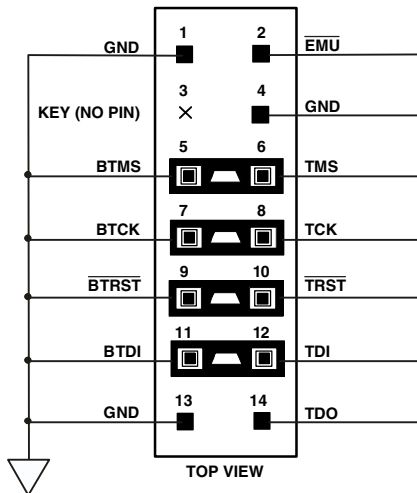 1 2
GND EMU
3 4
KEY (NO PIN) GND
5 6
BTMS TMS
7 8
BTCK TCK
9 10
BTRST TRST
11 12
BTDI TDI
13 14
GND TDO
TOP VIEW